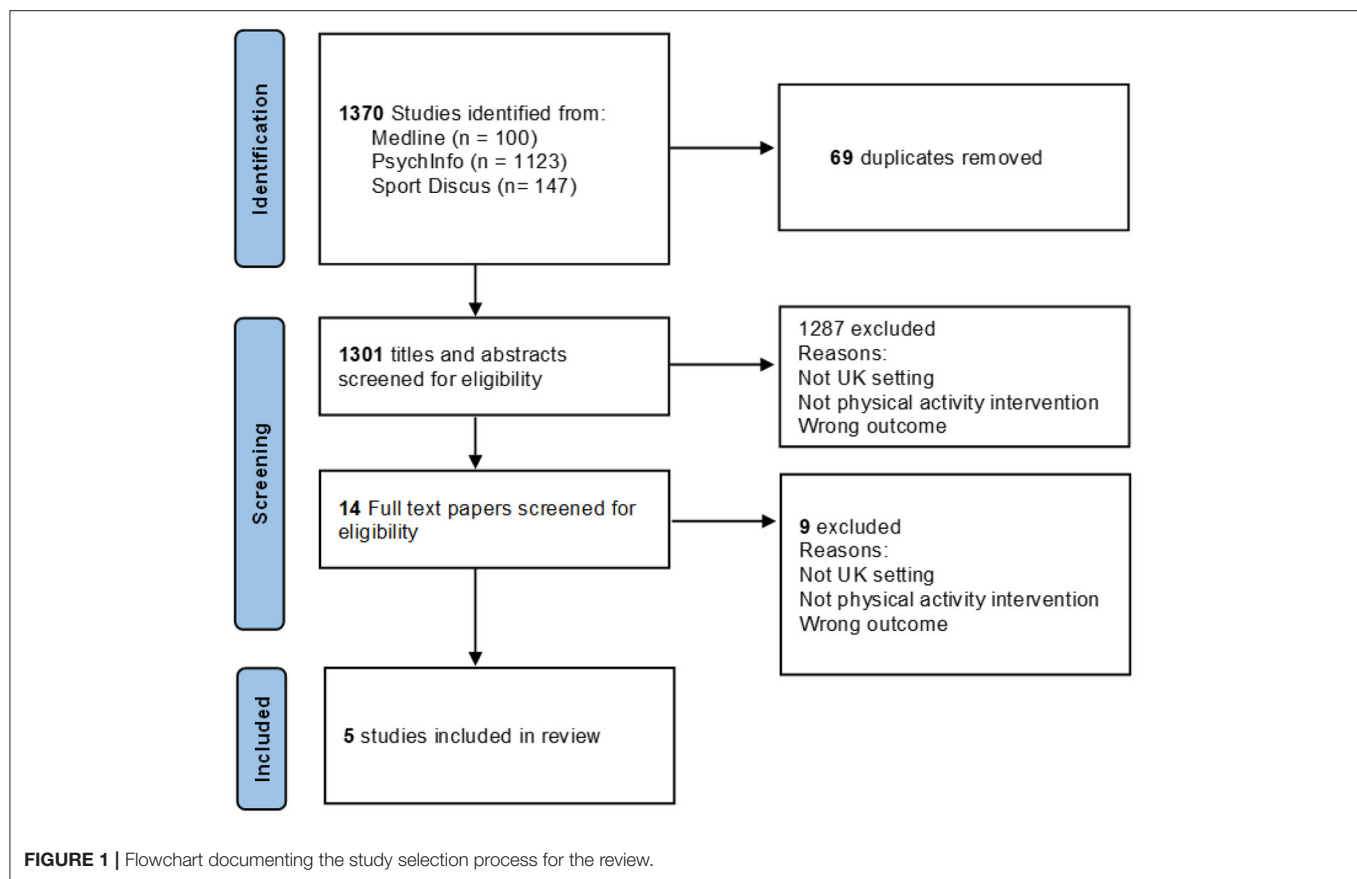 Identification
1370 Studies identified from:
Medline (n = 100)
PsychInfo (n = 1123)
Sport Discus (n= 147)
69 duplicates removed
Screening
1301 titles and abstracts
screened for eligibility
1287 excluded
Reasons:
Not UK setting
Not physical activity intervention
Wrong outcome
14 Full text papers screened for
eligibility
9 excluded
Reasons:
Not UK setting
Not physical activity intervention
Wrong outcome
Included
5 studies included in review
FIGURE 1 | Flowchart documenting the study selection process for the review.